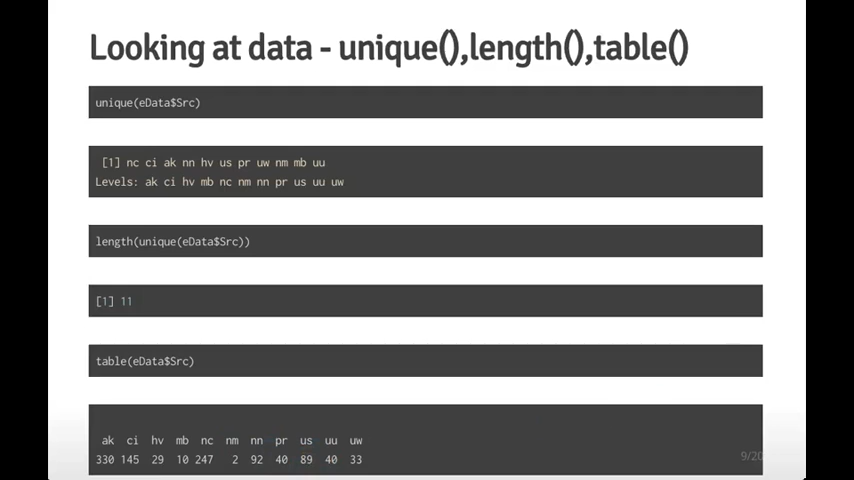 Looking at data - unique(),length(),table()
unique(eData$Src)
[1] nc ci ak nn hv us pr uw nm mb uu
Levels: ak ci hv mb nc nm nn pr us uu uw
length(unique(eData$Src))
[1] 11
table(eData$Src)
ak ci hv mb nc nm nn pr us uu uw
330 145 29 10 247 2 92 40 89 40 33
9/20